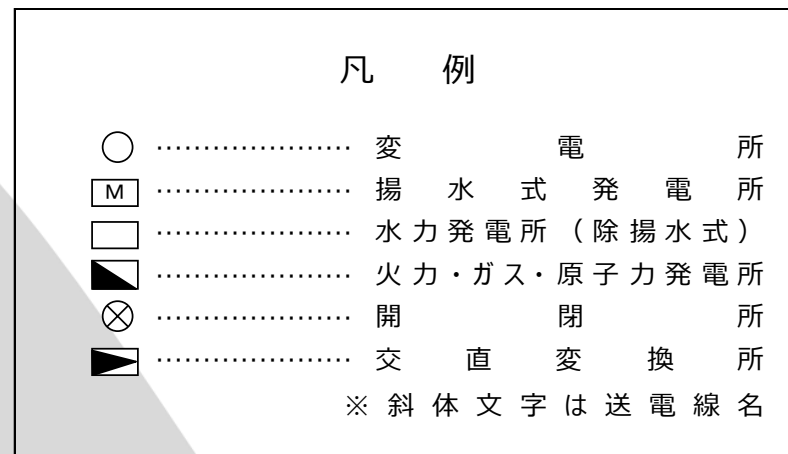 凡 例
変電所
M 揚水式発電所
水力発電所(除揚水式)
火力・ガス・原子力発電所
開閉所
交直変換所
※斜体文字は送電線名